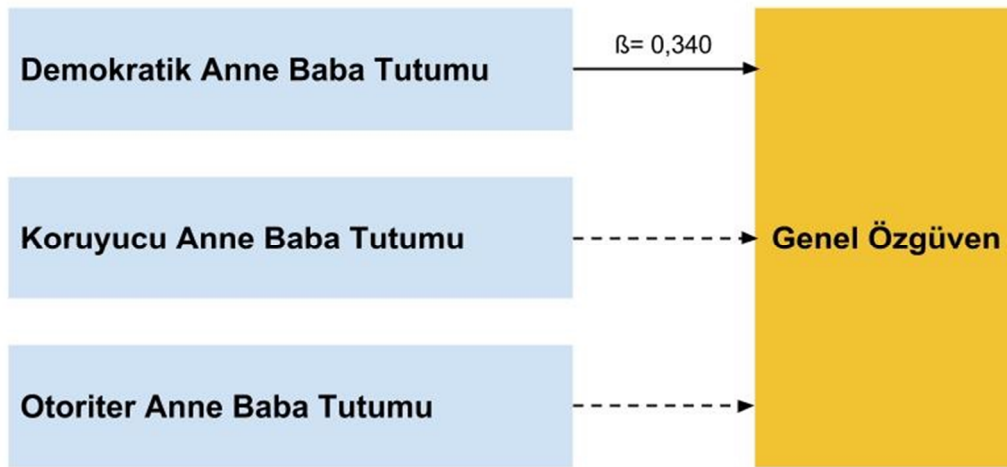 Demokratik Anne Baba Tutumu
ß= 0,340
Koruyucu Anne Baba Tutumu
Genel Özgüven
Otoriter Anne Baba Tutumu